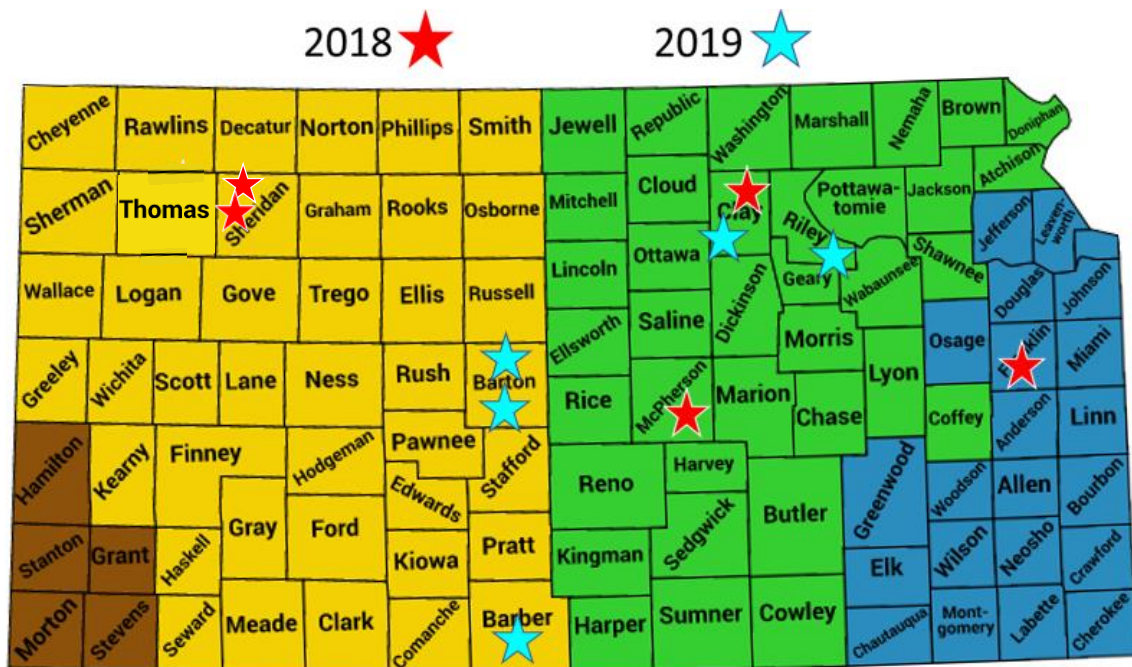 2018 2019
Cheyenne Rawlins Decatur Norton Phillips Smith Jewell Republic Washington Marshall Nemaha Brown Doniphan
Sherman Thomas Sheridan Graham Rooks Osborne Mitchell Cloud Clay Riley Pottawa-
tomie Jackson Atchison Jefferson Leaven-
worth
Wallace Logan Gove Trego Ellis Russell Lincoln Ottawa Dickinson Geary Wabaunsee Shawnee Douglas Johnson
Greeley Wichita Scott Lane Ness Rush Barton Ellsworth Saline Morris Lyon Osage Franklin Miami
Rice McPherson Marion Chase Coffey Anderson Linn
Hamilton Kearny Finney Hodgeman Pawnee Stafford Reno Harvey Butler Greenwood Woodson Allen Bourbon
Stanton Grant Haskell Gray Ford Edwards Kiowa Pratt Kingman Sedgwick Elk Wilson Neosho Crawford
Morton Stevens Seward Meade Clark Comanche Barber Harper Sumner Cowley Chautauqua Mont-
gomery Labette Cherokee